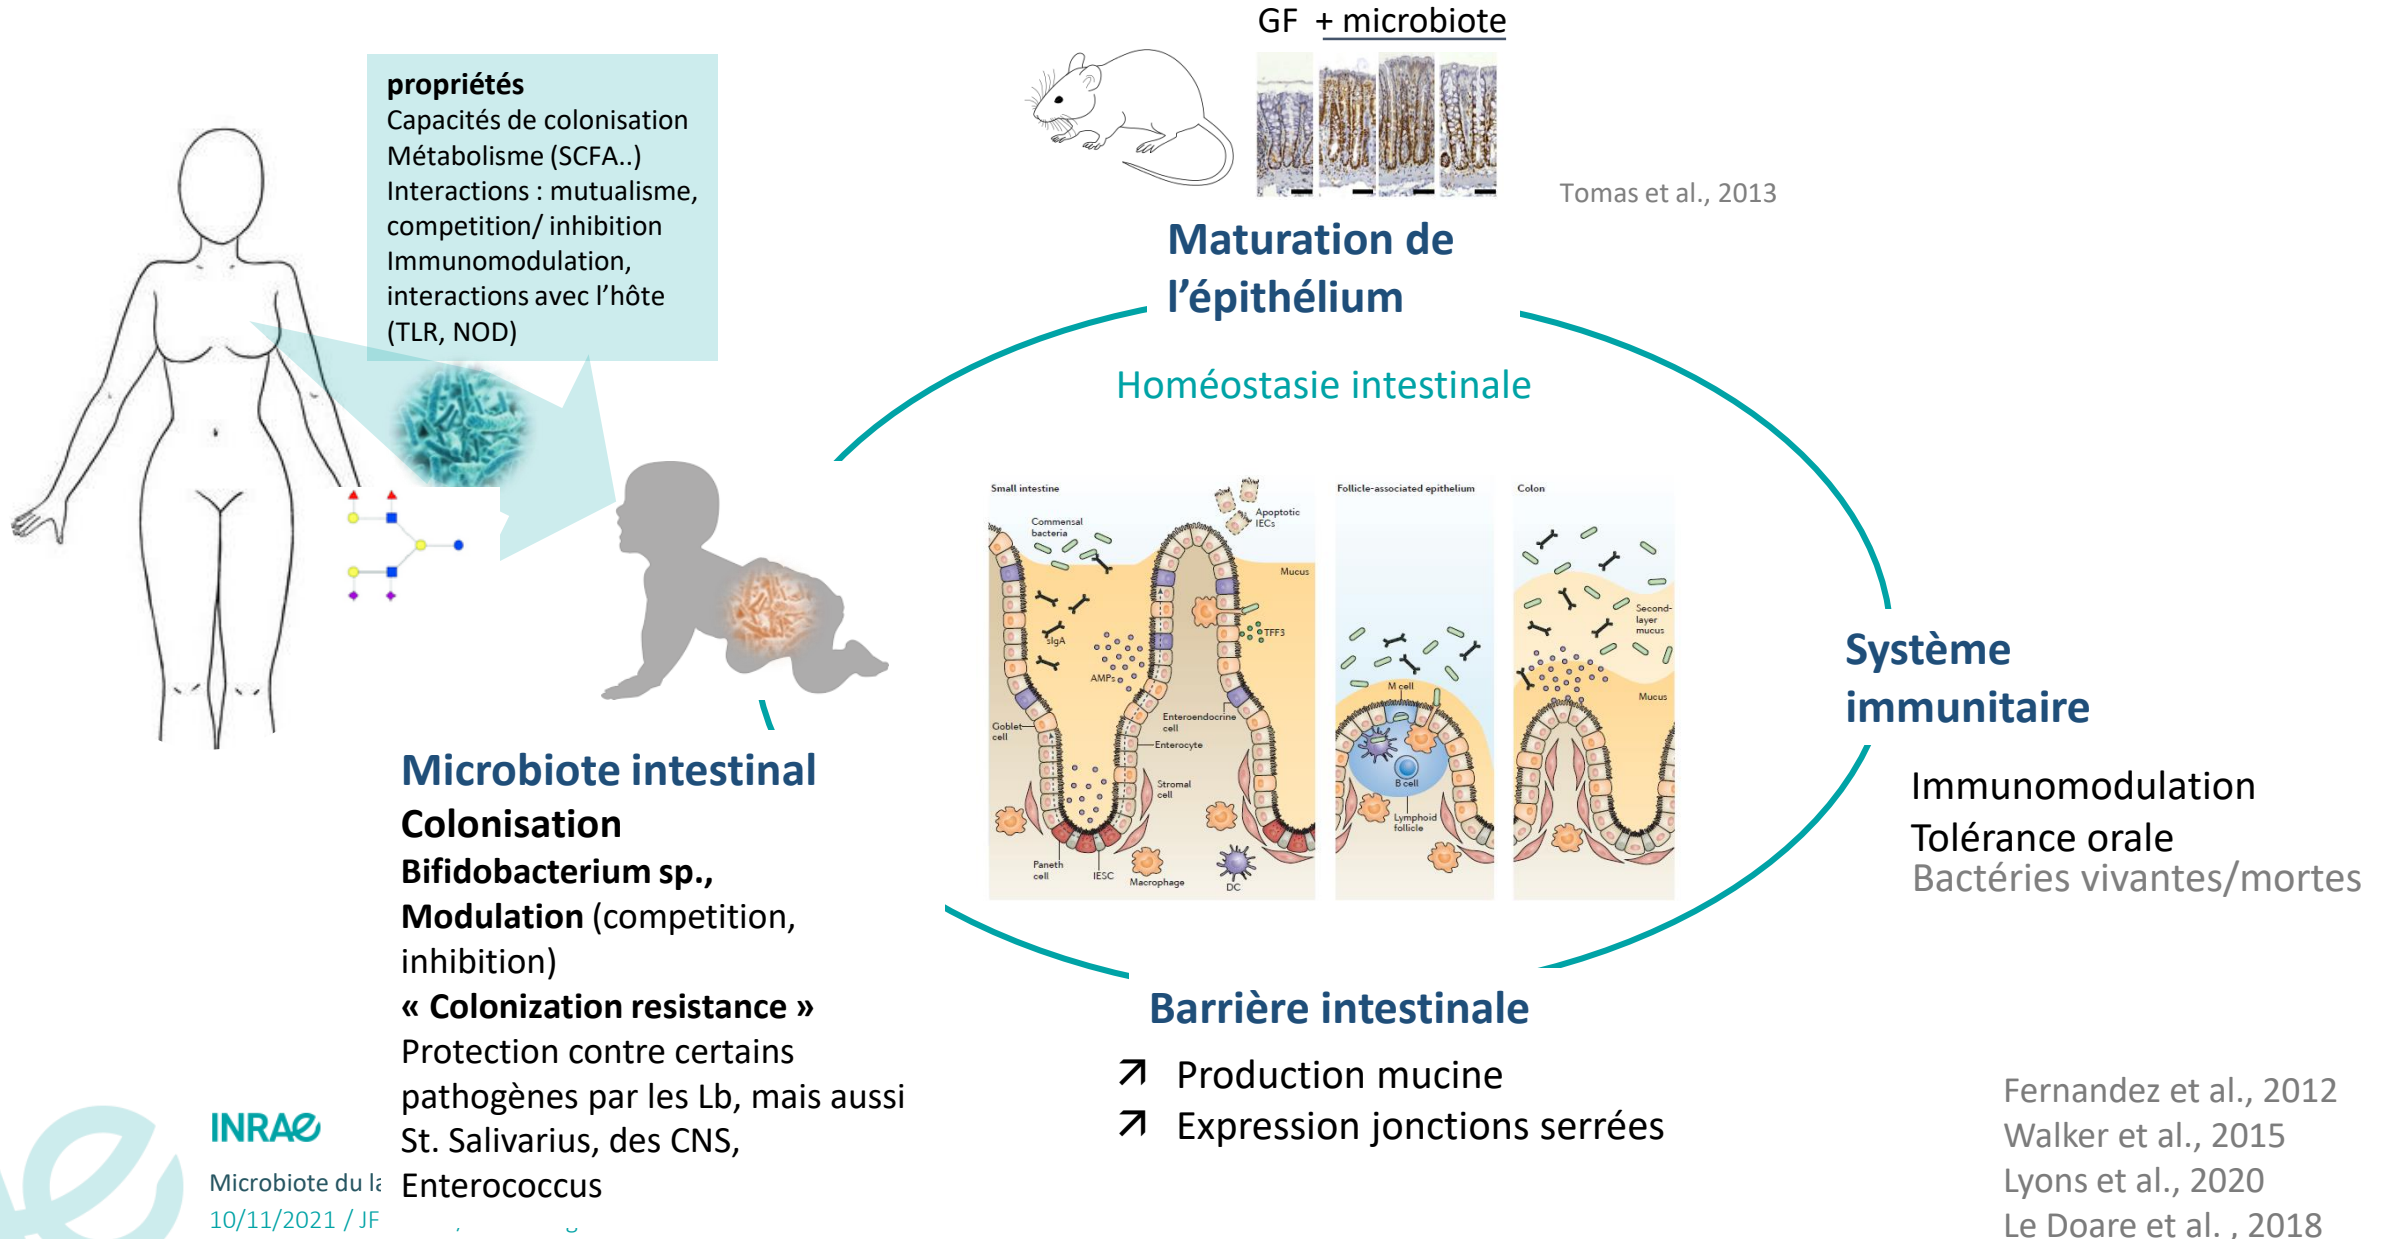 GF + microbiote
propriétés
Capacités de colonisation
Métabolisme (SCFA..)
Interactions : mutualisme,
competition/ inhibition
Immunomodulation,
interactions avec l’hôte
(TLR, NOD)
Tomas et al., 2013
Maturation de
l’épithélium
Homéostasie intestinale
Small intestine
Commensal
bacteria
Apoptotic
IECs
Mucus
sIgA
TFF3
AMPs
Goblet
cell
Enteroendocrine
cell
Enterocyte
Stromal
cell
Paneth
cell
IESC
Macrophage
DC
Follicle-associated epithelium
M cell
B cell
Lymphoid
follicle
Colon
Second-
layer
mucus
Mucus
Système
immunitaire
Immunomodulation
Tolérance orale
Bactéries vivantes/mortes
Microbiote intestinal
Colonisation
Bifidobacterium sp.,
Modulation (competition,
inhibition)
« Colonization resistance »
Protection contre certains
pathogènes par les Lb, mais aussi
St. Salivarius, des CNS,
Enterococcus
Barrière intestinale
↗ Production mucine
↗ Expression jonctions serrées
Fernandez et al., 2012
Walker et al., 2015
Lyons et al., 2020
Le Doare et al. , 2018
INRAE
Microbiote du
10/11/2021 / JF